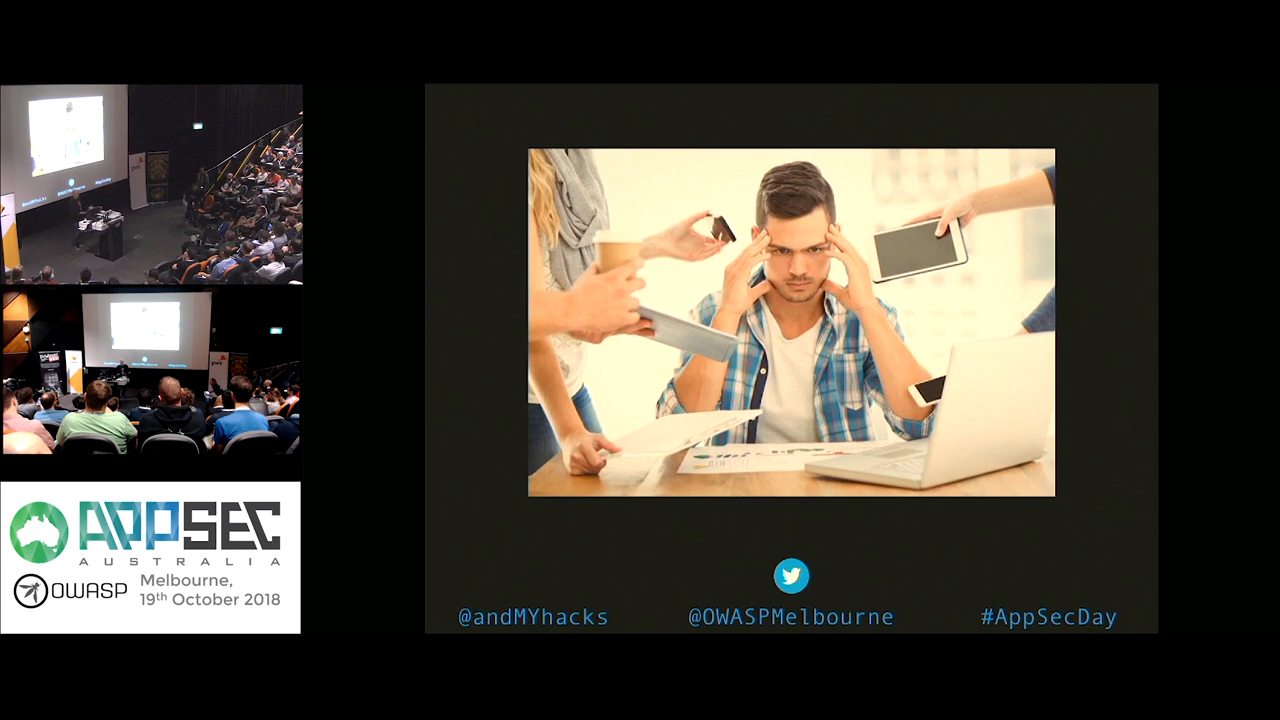 APPSEC
AUSTRALIA
OWASP
Melbourne,
19th October 2018
@andMYhacks
@OWASPMelbourne
#AppSecDay